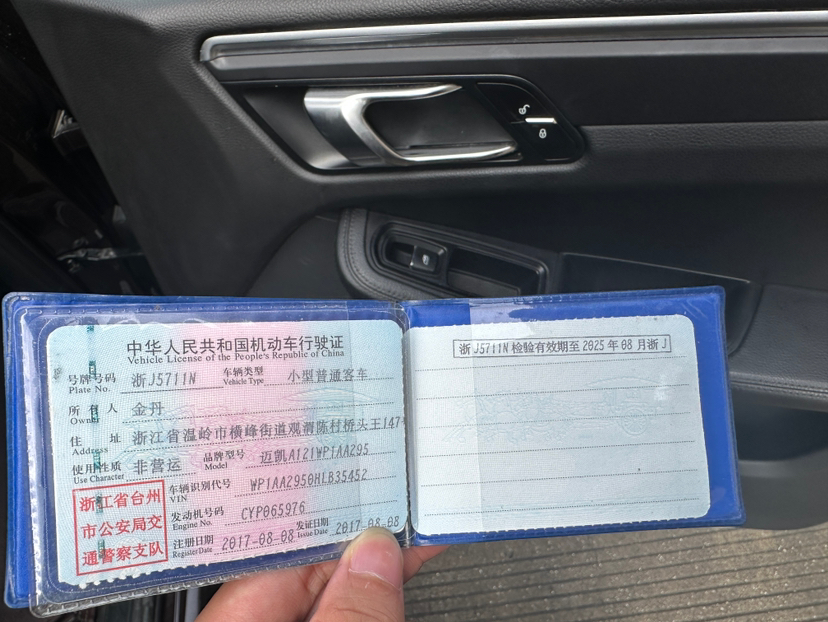 中华人民共和国机动车行驶证
Vehicle License of the People's Republic of China
号牌号码 Plate No. 浙J5711N 车辆类型 Vehicle Type 小型普通客车
所有人 Owner 金丹
住址 Address 浙江省温岭市横峰街道观渭陈村桥头王147
使用性质 Use Character 非营运 品牌型号 Model 迈凯A121WP1AA295
车辆识别代号 VIN WP1AA2950HLB35452
发动机号码 Engine No. CYP065976
注册日期 Register Date 2017-08-08 发证日期 Issue Date 2017-08-08
浙江省台州
市公安局交
通警察支队
浙J5711N检验有效期至2025年08月浙J